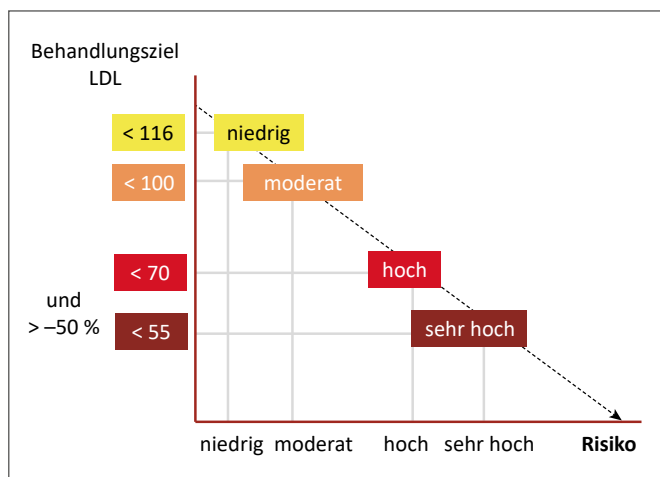 Behandlungsziel
LDL
< 116 niedrig
< 100 moderat
< 70 hoch
und
> –50 %
< 55 sehr hoch
niedrig moderat hoch sehr hoch Risiko